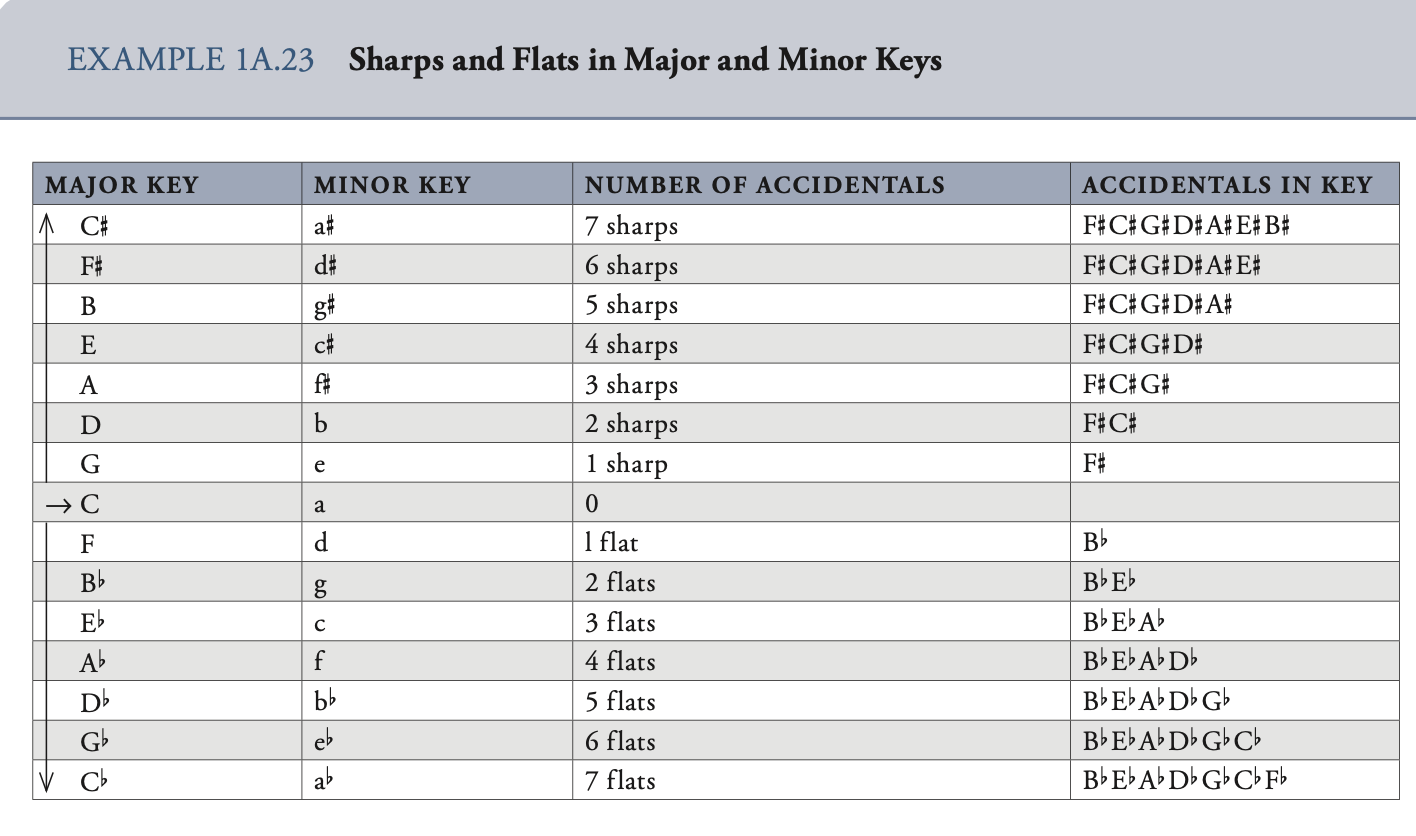 EXAMPLE 1A.23 Sharps and Flats in Major and Minor Keys
MAJOR KEY MINOR KEY NUMBER OF ACCIDENTALS ACCIDENTALS IN KEY
C♯ a♯ 7 sharps F♯C♯G♯D♯A♯E♯B♯
F♯ d♯ 6 sharps F♯C♯G♯D♯A♯E♯
B g♯ 5 sharps F♯C♯G♯D♯A♯
E c♯ 4 sharps F♯C♯G♯D♯
A f♯ 3 sharps F♯C♯G♯
D b 2 sharps F♯C♯
G e 1 sharp F♯
→ C a 0
F d l flat B♭
B♭ g 2 flats B♭E♭
E♭ c 3 flats B♭E♭A♭
A♭ f 4 flats B♭E♭A♭D♭
D♭ b♭ 5 flats B♭E♭A♭D♭G♭
G♭ e♭ 6 flats B♭E♭A♭D♭G♭C♭
C♭ a♭ 7 flats B♭E♭A♭D♭G♭C♭F♭